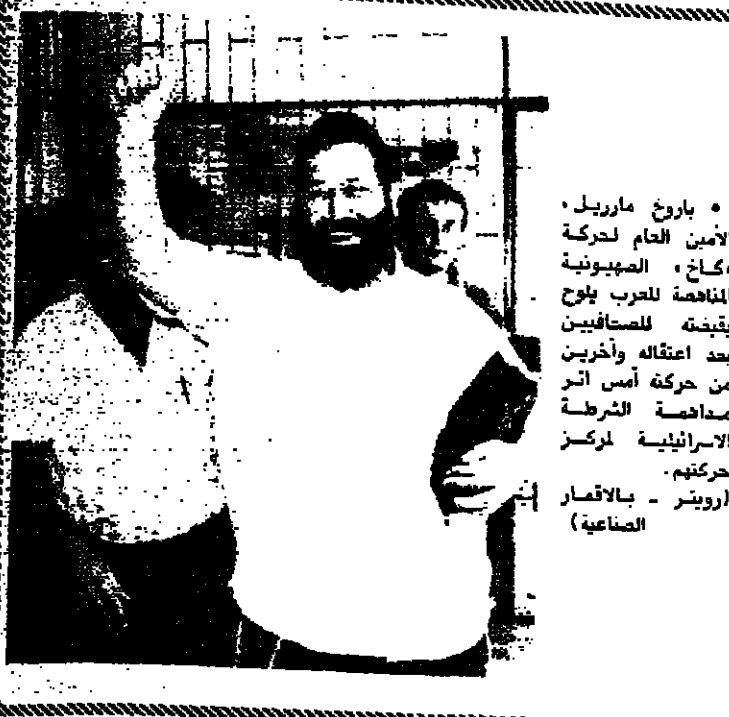 • باروخ مارزيل،
الأمين العام لحركة
«كاخ» الصهيونية
المناهضة للعرب يلوح
بقبضته للصحافيين
بعد اعتقاله وآخرين
من حركته أمس اثر
مداهمة الشرطة
الاسرائيلية لمركز
حركتهم.
(رويتر - بالاقمار
الصناعية)